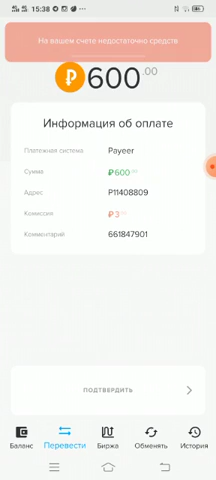 15:38
На вашем счете недостаточно средств
₽ 600.00
Информация об оплате
Платежная система Payeer
Сумма ₽600.00
Адрес P11408809
Комиссия ₽3
Комментарий 661847901
ПОДТВЕРДИТЬ
Баланс Перевести Биржа Обменять История